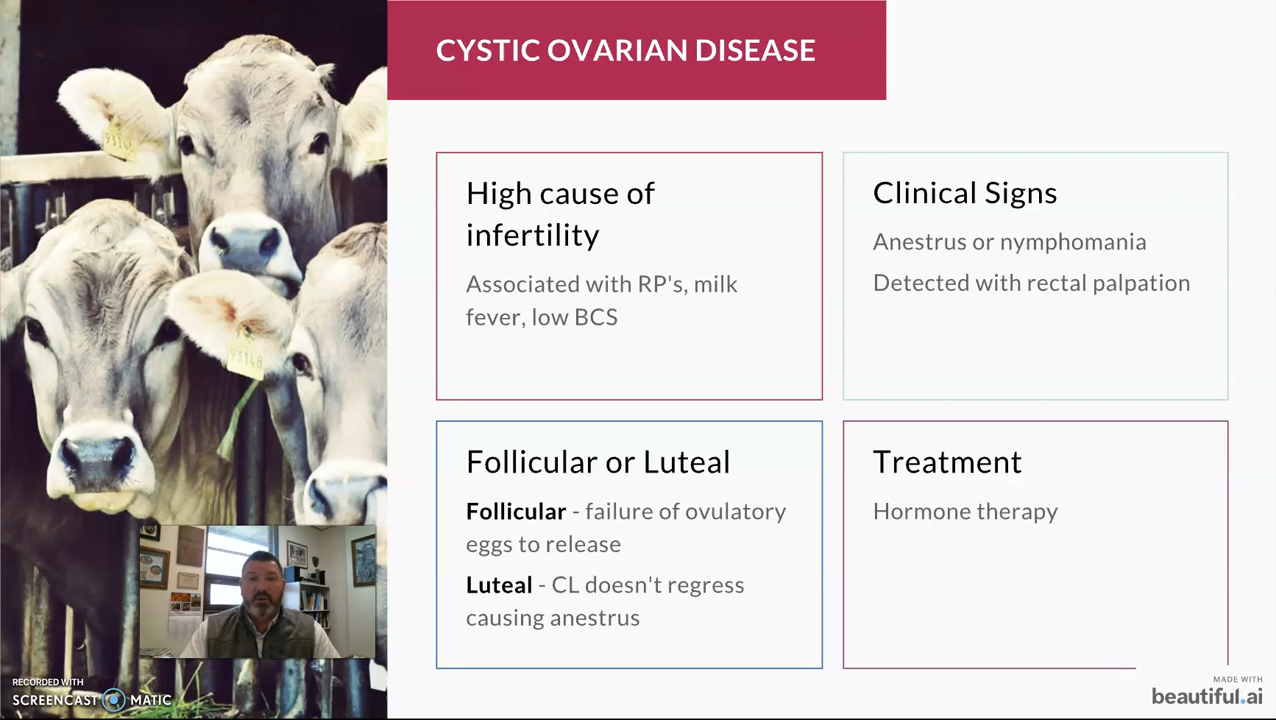 CYSTIC OVARIAN DISEASE
High cause of
infertility
Associated with RP's, milk
fever, low BCS
Clinical Signs
Anestrus or nymphomania
Detected with rectal palpation
Follicular or Luteal
Follicular - failure of ovulatory
eggs to release
Luteal - CL doesn't regress
causing anestrus
Treatment
Hormone therapy
93148
RECORDED WITH
SCREENCAST MATIC
MADE WITH
beautiful.ai